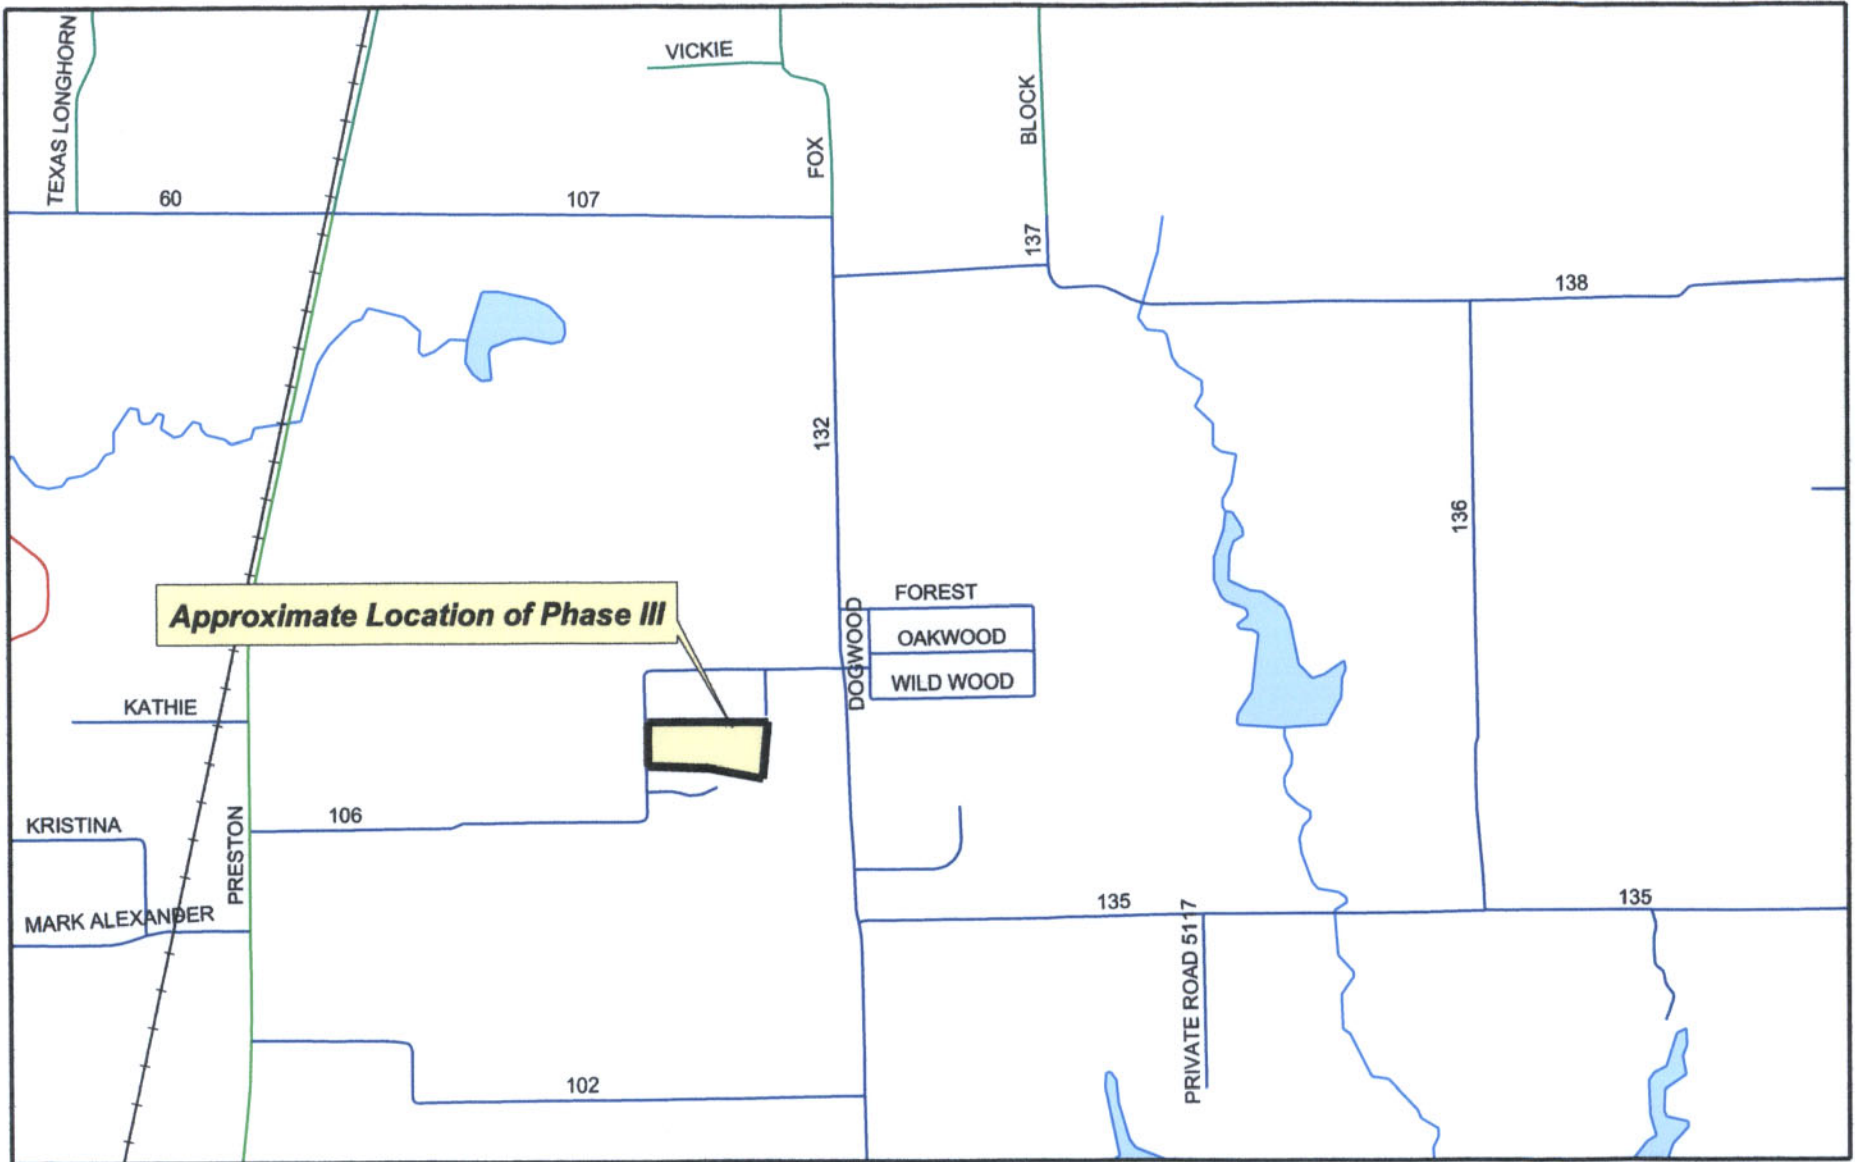 TEXAS LONGHORN
VICKIE
FOX
BLOCK
60
107
137
138
132
136
FOREST
Approximate Location of Phase III
DOGWOOD
OAKWOOD
WILD WOOD
KATHIE
KRISTINA
106
PRESTON
MARK ALEXANDER
135
135
PRIVATE ROAD 5117
102